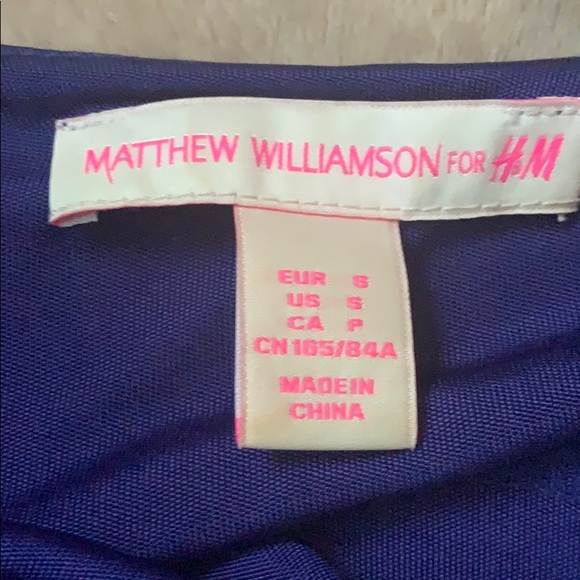 MATTHEW WILLIAMSON FOR H&M
EUR S
US S
CA P
CN 165/84A
MADE IN
CHINA